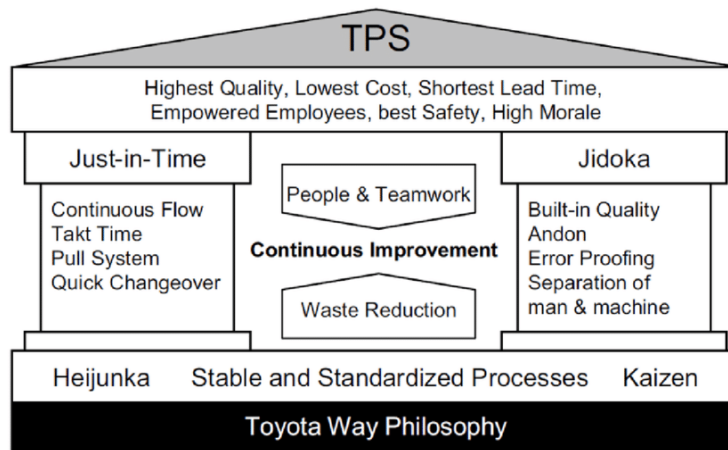 TPS
Highest Quality, Lowest Cost, Shortest Lead Time,
Empowered Employees, best Safety, High Morale
Just-in-Time
Continuous Flow
Takt Time
Pull System
Quick Changeover
People & Teamwork
Continuous Improvement
Waste Reduction
Jidoka
Built-in Quality
Andon
Error Proofing
Separation of
man & machine
Heijunka Stable and Standardized Processes Kaizen
Toyota Way Philosophy